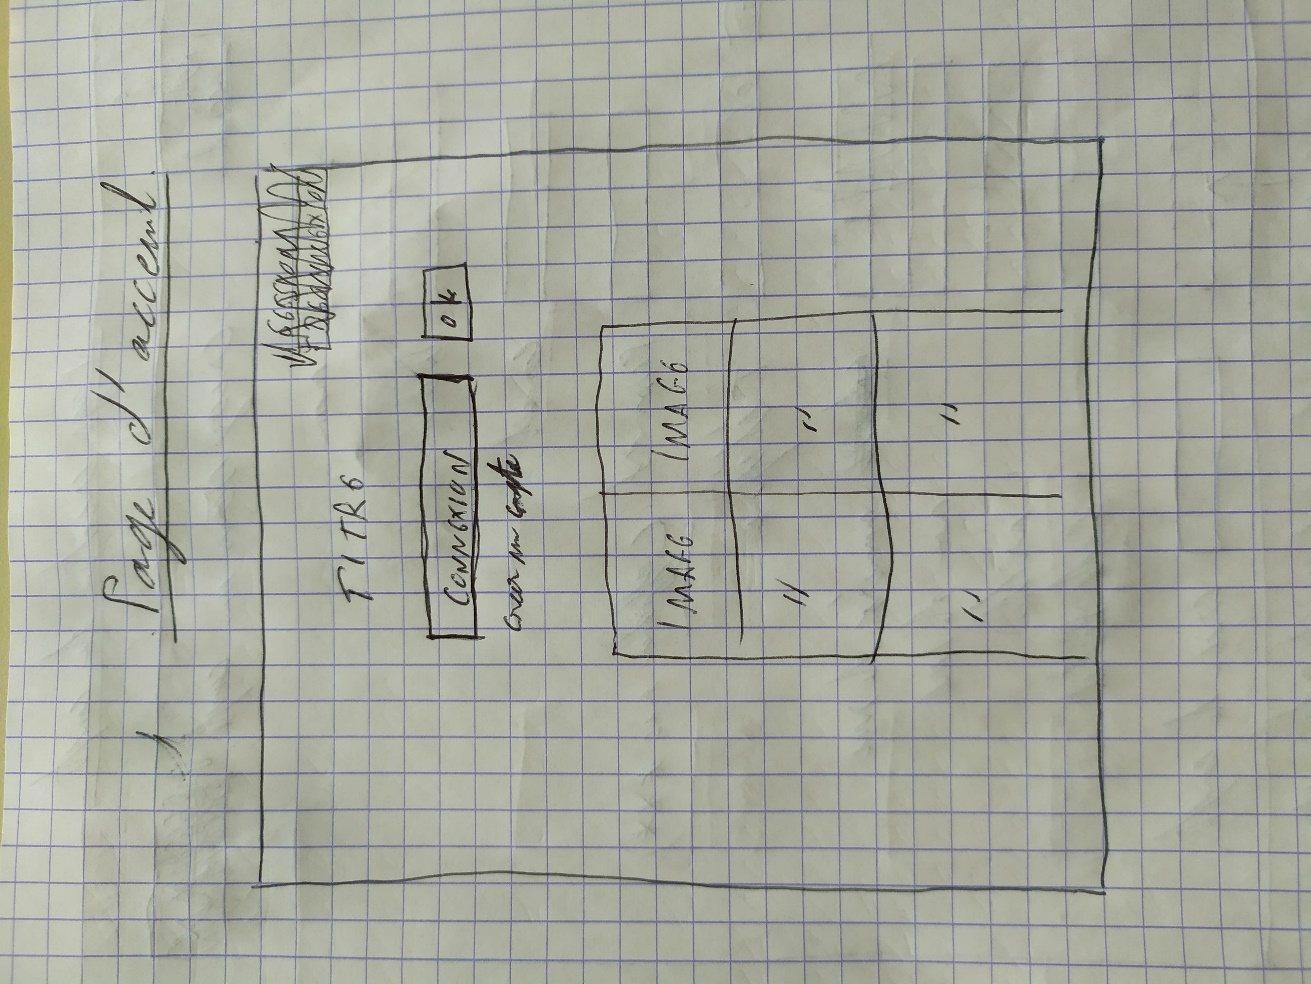 Page d'accueil
TITRE
CONNEXION OK
Créer un compte
IMAGE IMAGE
" "
" "